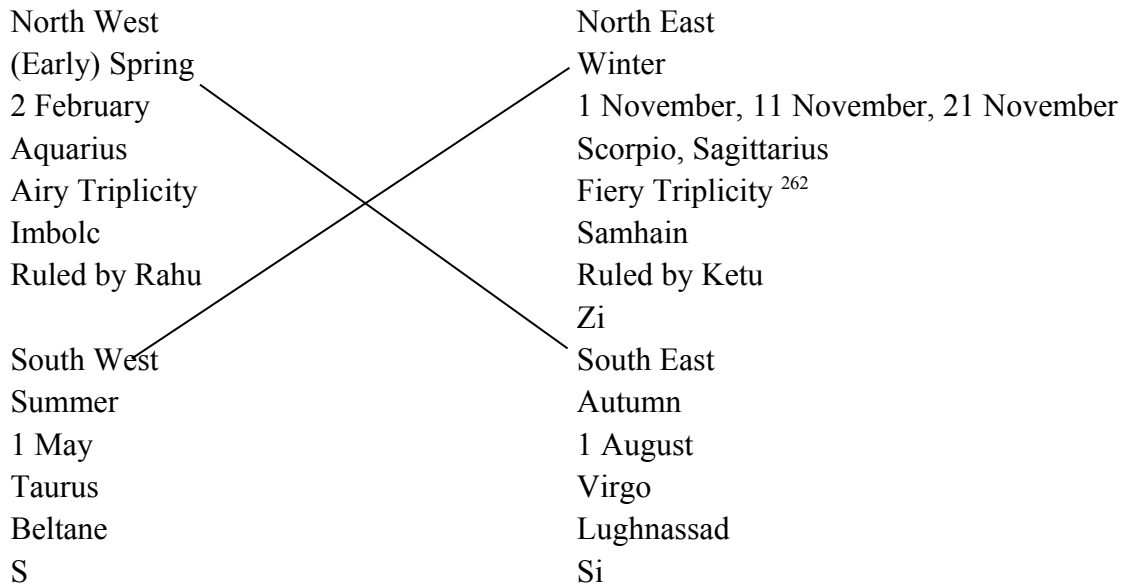 North West
(Early) Spring
2 February
Aquarius
Airy Triplicity
Imbolc
Ruled by Rahu
North East
Winter
1 November, 11 November, 21 November
Scorpio, Sagittarius
Fiery Triplicity 262
Samhain
Ruled by Ketu
Zi
South West
Summer
1 May
Taurus
Beltane
S
South East
Autumn
1 August
Virgo
Lughnassad
Si